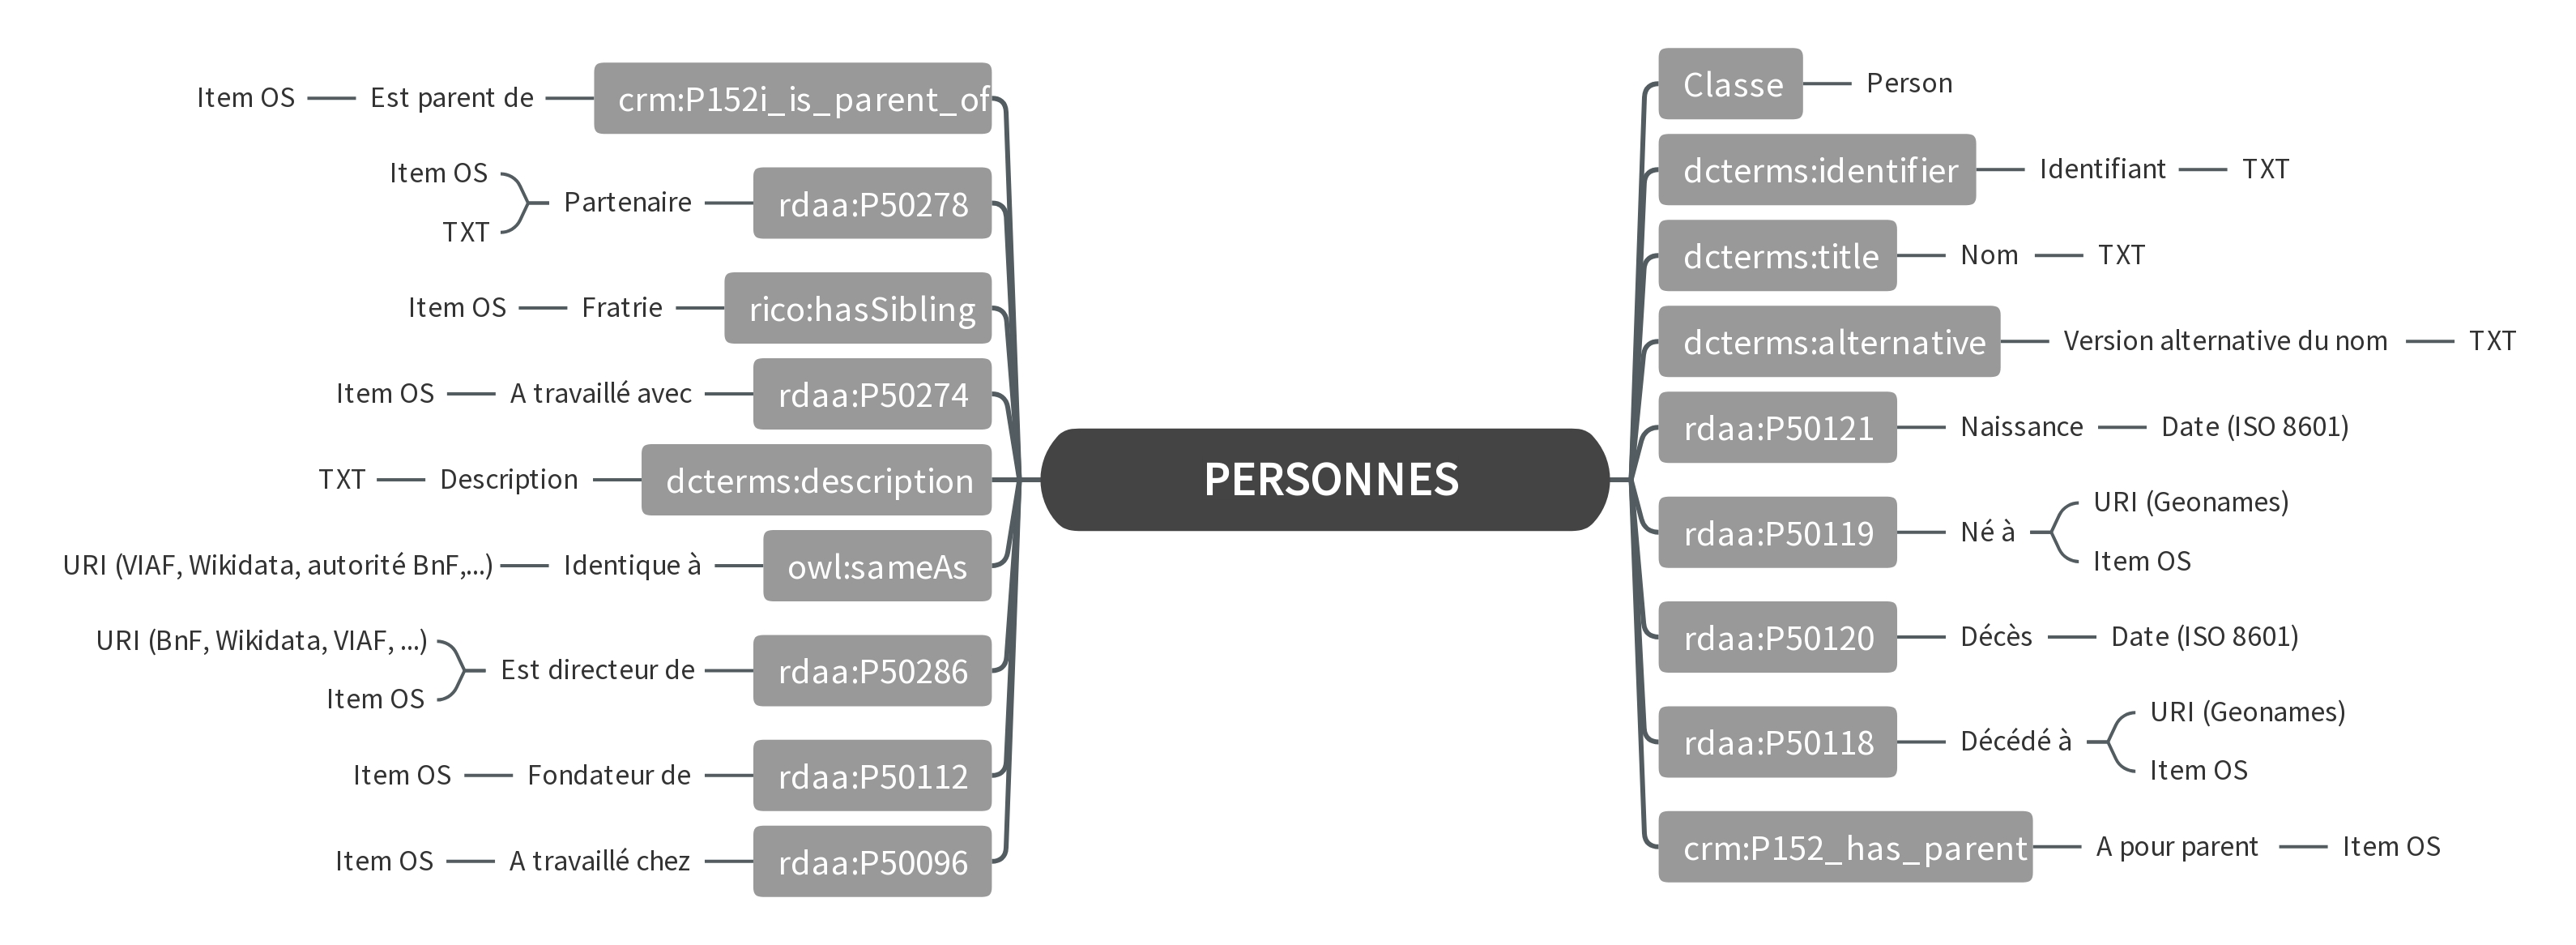 PERSONNES
Classe
Person
dcterms:identifier
Identifiant
TXT
dcterms:title
Nom
TXT
dcterms:alternative
Version alternative du nom
TXT
rdaa:P50121
Naissance
Date (ISO 8601)
rdaa:P50119
Né à
URI (Geonames)
Item OS
rdaa:P50120
Décès
Date (ISO 8601)
rdaa:P50118
Décédé à
URI (Geonames)
Item OS
crm:P152_has_parent
A pour parent
Item OS
crm:P152i_is_parent_of
Est parent de
Item OS
rdaa:P50278
Partenaire
Item OS
TXT
rico:hasSibling
Fratrie
Item OS
rdaa:P50274
A travaillé avec
Item OS
dcterms:description
Description
TXT
owl:sameAs
Identique à
URI (VIAF, Wikidata, autorité BnF,...)
rdaa:P50286
Est directeur de
URI (BnF, Wikidata, VIAF, ...)
Item OS
rdaa:P50112
Fondateur de
Item OS
rdaa:P50096
A travaillé chez
Item OS